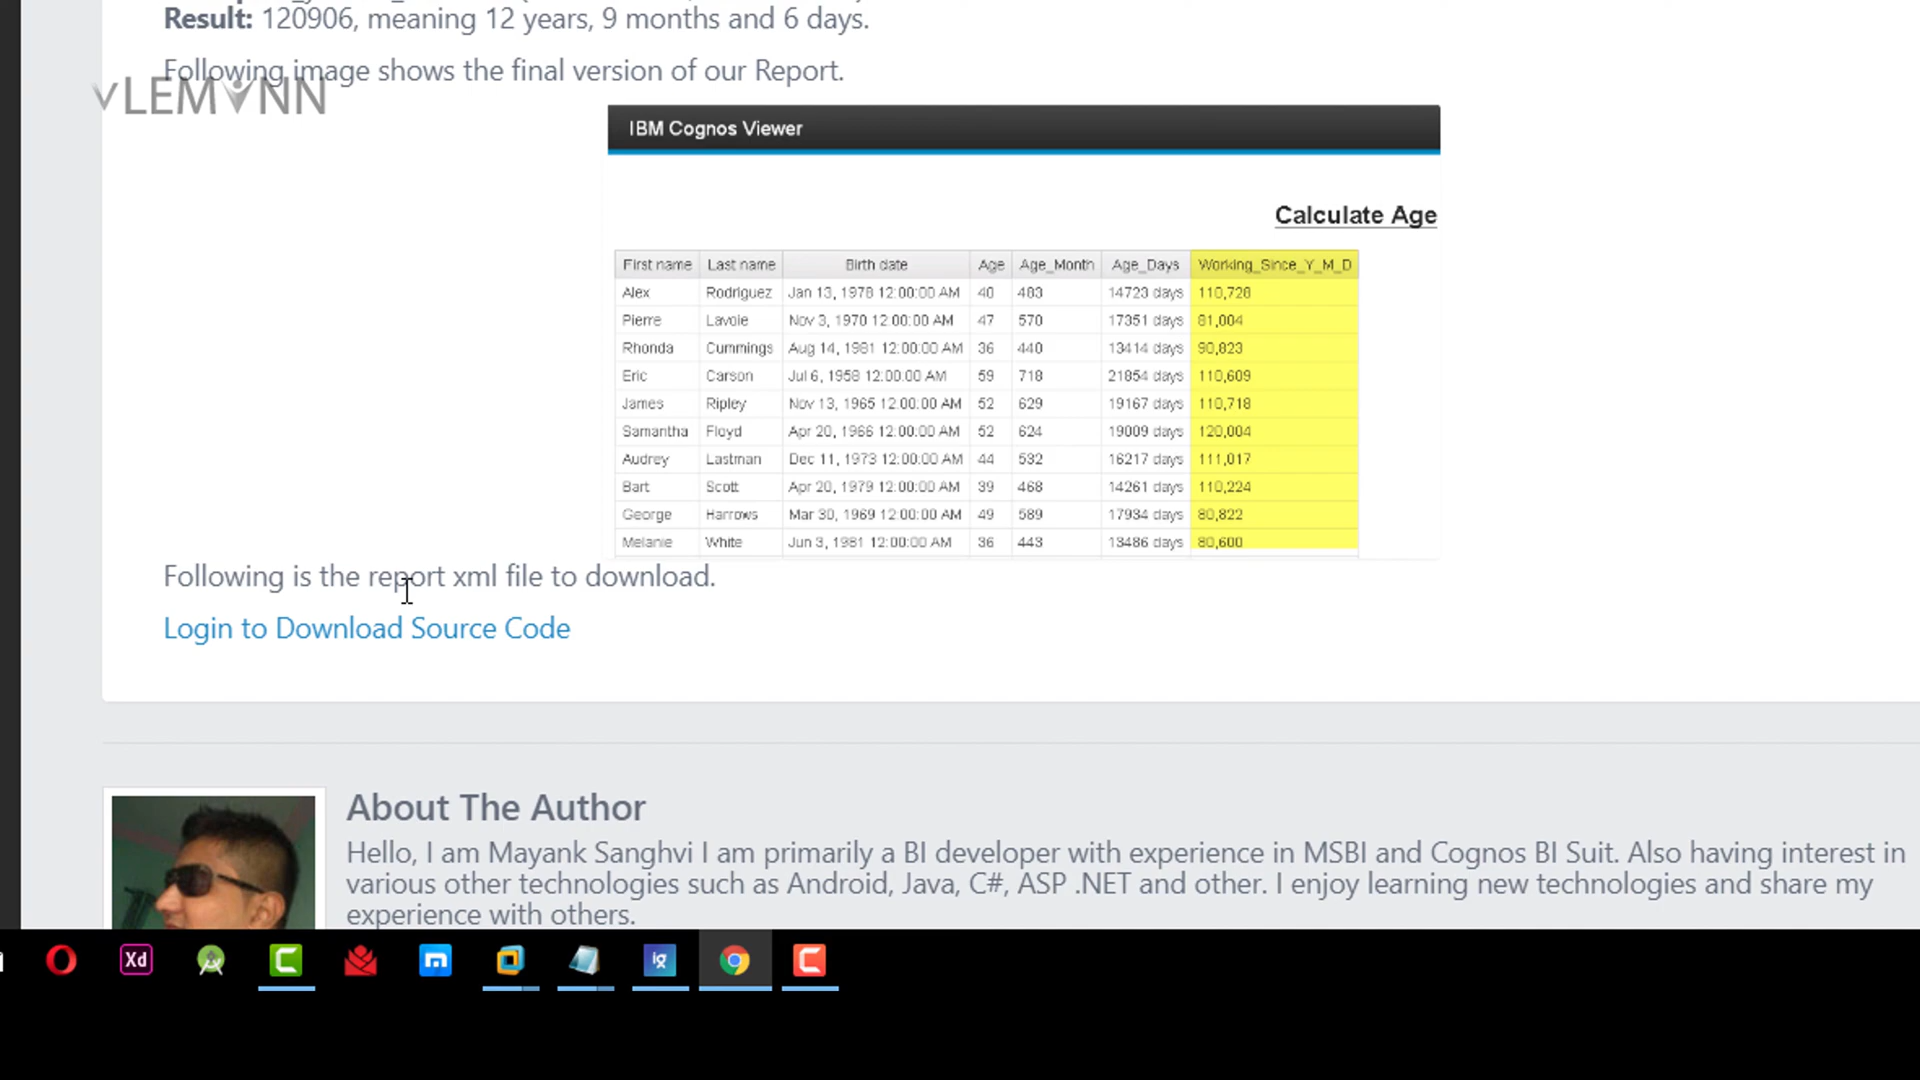 Result: 120906, meaning 12 years, 9 months and 6 days.
Following image shows the final version of our Report.
vLEMANN
IBM Cognos Viewer
Calculate Age
First name Last name Birth date Age Age_Month Age_Days Working_Since_Y_M_D
Alex Rodriguez Jan 13, 1978 12:00:00 AM 40 483 14723 days 110,728
Pierre Lavoie Nov 3, 1970 12:00:00 AM 47 570 17351 days 81,004
Rhonda Cummings Aug 14, 1981 12:00:00 AM 36 440 13414 days 90,823
Eric Carson Jul 6, 1958 12:00:00 AM 59 718 21854 days 110,609
James Ripley Nov 13, 1965 12:00:00 AM 52 629 19167 days 110,718
Samantha Floyd Apr 20, 1966 12:00:00 AM 52 624 19009 days 120,004
Audrey Lastman Dec 11, 1973 12:00:00 AM 44 532 16217 days 111,017
Bart Scott Apr 20, 1979 12:00:00 AM 39 468 14261 days 110,224
George Harrows Mar 30, 1969 12:00:00 AM 49 589 17934 days 80,822
Melanie White Jun 3, 1981 12:00:00 AM 36 443 13486 days 80,600
Following is the report xml file to download.
Login to Download Source Code
About The Author
Hello, I am Mayank Sanghvi I am primarily a BI developer with experience in MSBI and Cognos BI Suit. Also having interest in
various other technologies such as Android, Java, C#, ASP .NET and other. I enjoy learning new technologies and share my
experience with others.
Xd